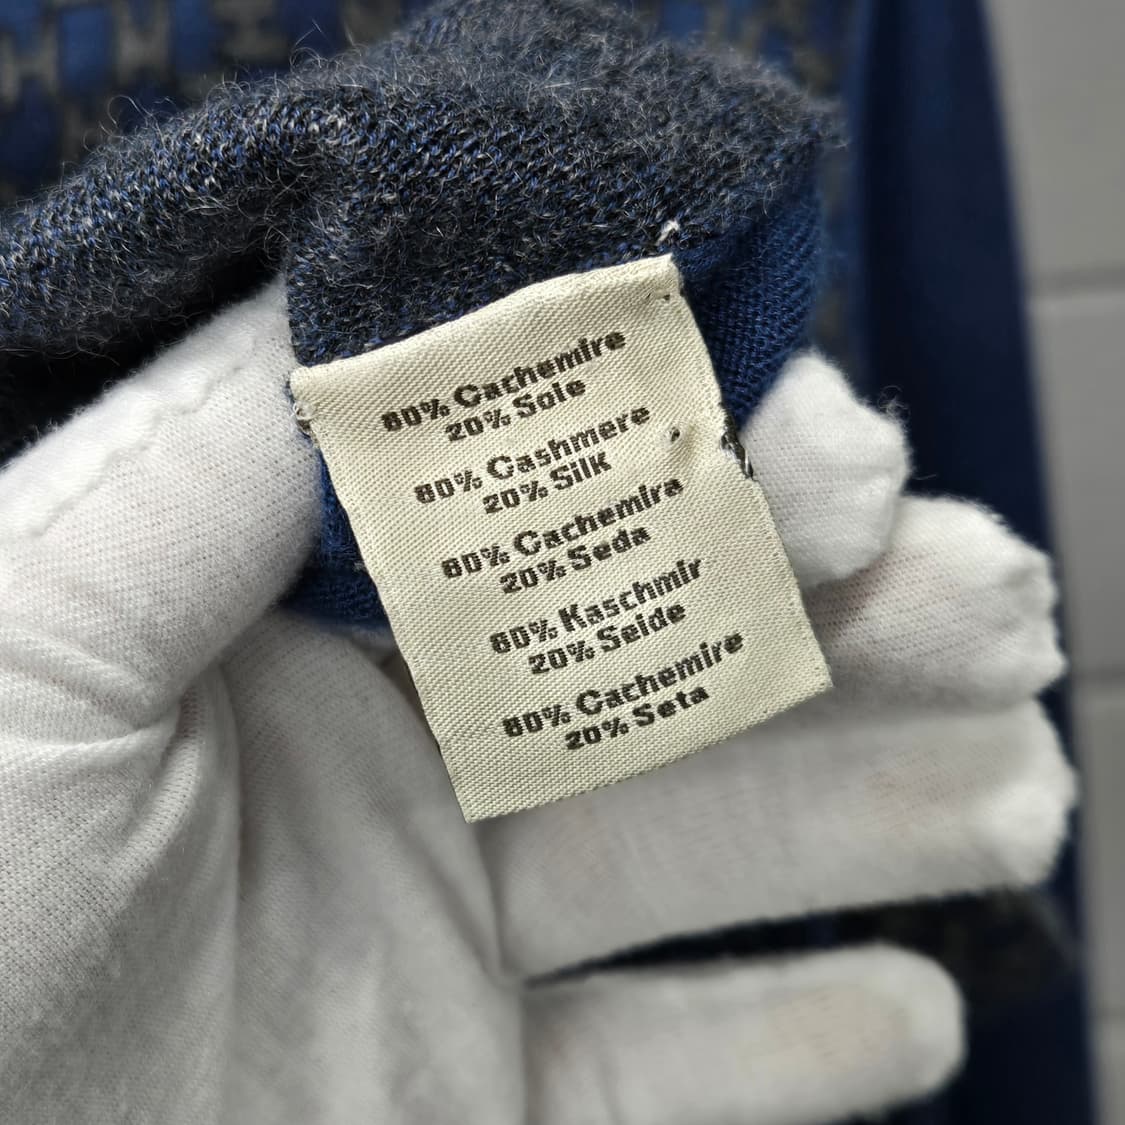 80% Cachemire
20% Sole
80% Cashmere
20% Silk
80% Cachemira
20% Seda
80% Kaschmir
20% Seide
80% Cachemire
20% Seta